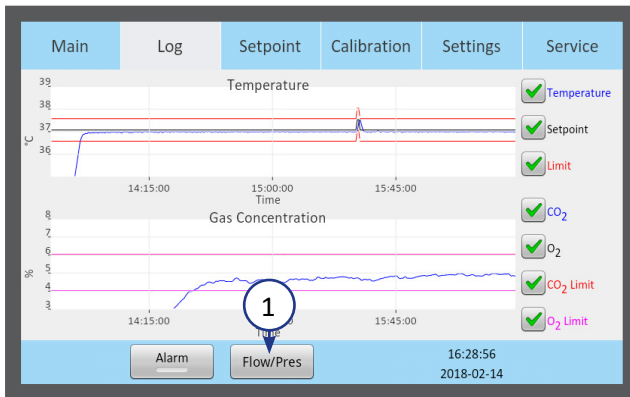 Main Log Setpoint Calibration Settings Service
Temperature
39
38
37
36
°C
14:15:00 15:00:00 15:45:00
Time
Temperature
Setpoint
Limit
Gas Concentration
8
7
6
5
4
3
%
14:15:00 15:45:00
Time
CO₂
O₂
CO₂ Limit
O₂ Limit
1
Alarm
Flow/Pres
16:28:56
2018-02-14